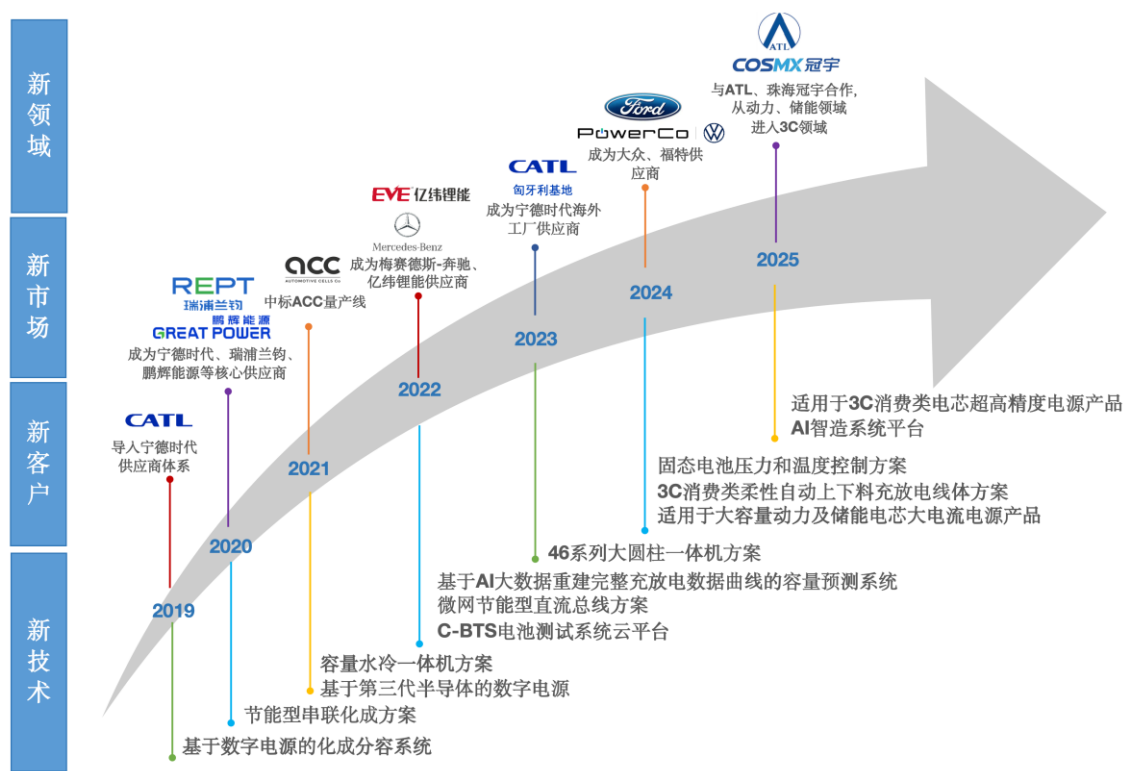 新领域
新市场
新客户
新技术
CATL
导入宁德时代
供应商体系
2019
基于数字电源的化成分容系统
REPT
瑞浦兰钧
鹏辉能源
GREAT POWER
成为宁德时代、瑞浦兰钧、
鹏辉能源等核心供应商
2020
节能型串联化成方案
acc
AUTOMOTIVE CELLS Co
中标ACC量产线
2021
容量水冷一体机方案
基于第三代半导体的数字电源
EVE 亿纬锂能
Mercedes-Benz
成为梅赛德斯-奔驰、
亿纬锂能供应商
2022
基于AI大数据重建完整充放电数据曲线的容量预测系统
微网节能型直流总线方案
C-BTS电池测试系统云平台
CATL
匈牙利基地
成为宁德时代海外
工厂供应商
2023
46系列大圆柱一体机方案
Ford
PowerCo
成为大众、福特供
应商
2024
固态电池压力和温度控制方案
3C消费类柔性自动上下料充放电线体方案
适用于大容量动力及储能电芯大电流电源产品
ATL
COSMX 冠宇
与ATL、珠海冠宇合作,
从动力、储能领域
进入3C领域
2025
适用于3C消费类电芯超高精度电源产品
AI智造系统平台